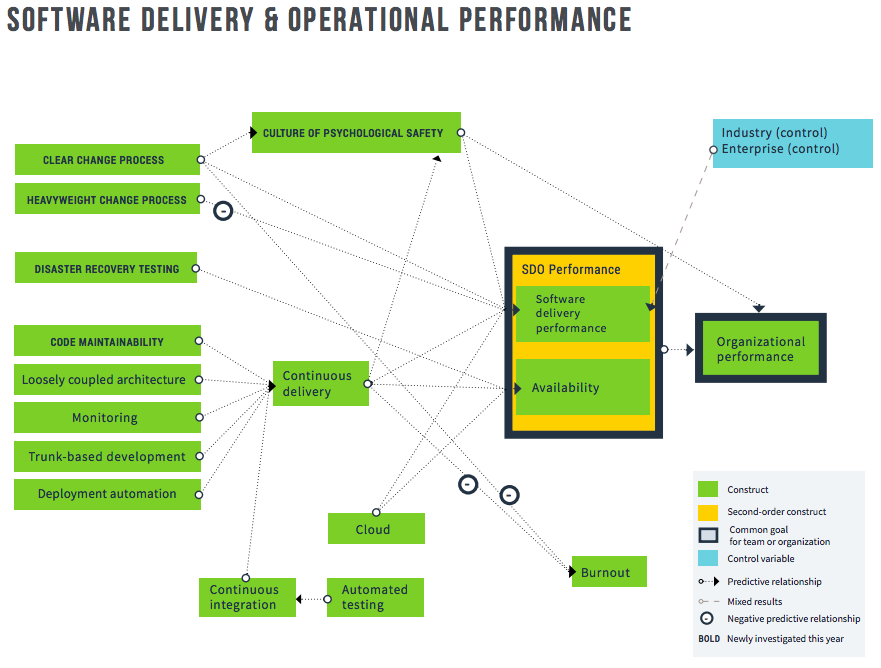 SOFTWARE DELIVERY & OPERATIONAL PERFORMANCE
CULTURE OF PSYCHOLOGICAL SAFETY
Industry (control)
Enterprise (control)
CLEAR CHANGE PROCESS
HEAVYWEIGHT CHANGE PROCESS
-
DISASTER RECOVERY TESTING
SDO Performance
Software
delivery
performance
Availability
Organizational
performance
CODE MAINTAINABILITY
Loosely coupled architecture
Monitoring
Trunk-based development
Deployment automation
Continuous
delivery
-
-
Cloud
Burnout
Continuous
integration
Automated
testing
Construct
Second-order construct
Common goal
for team or organization
Control variable
Predictive relationship
Mixed results
- Negative predictive relationship
BOLD Newly investigated this year